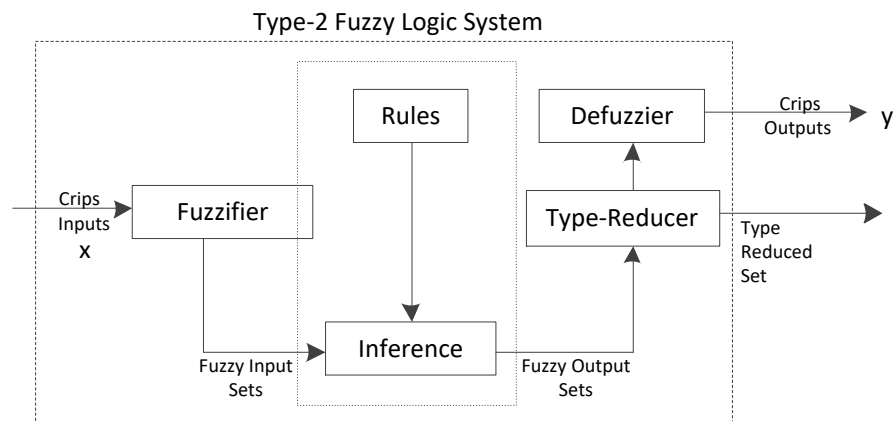 Type-2 Fuzzy Logic System
Rules
Defuzzier
Crips
Outputs
y
Crips
Inputs
x
Fuzzifier
Type-Reducer
Type
Reduced
Set
Inference
Fuzzy Input
Sets
Fuzzy Output
Sets